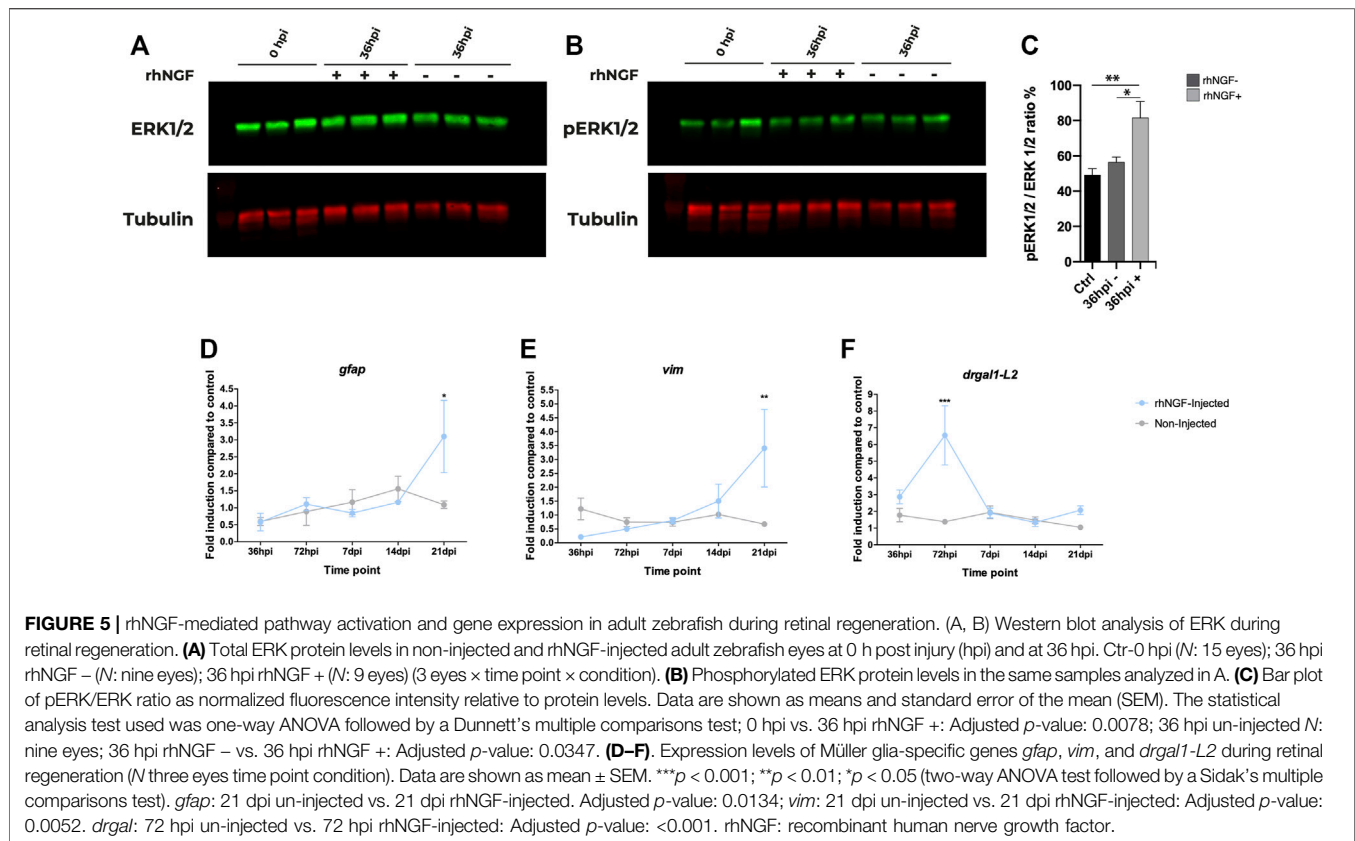 A
0 hpi
36hpi
36hpi
rhNGF
+ + + - - -
ERK1/2
Tubulin
B
0 hpi
36hpi
36hpi
rhNGF
+ + + - - -
pERK1/2
Tubulin
C
pERK1/2 / ERK 1/2 ratio %
100
80
60
40
20
0
**
*
Ctrl
36hpi -
36hpi +
rhNGF-
rhNGF+
D
gfap
Fold induction compared to control
4.5
4.0
3.5
3.0
2.5
2.0
1.5
1.0
0.5
0
*
36hpi 72hpi 7dpi 14dpi 21dpi
Time point
E
vim
Fold induction compared to control
5.5
5.0
4.5
4.0
3.5
3.0
2.5
2.0
1.5
1.0
0.5
0
**
36hpi 72hpi 7dpi 14dpi 21dpi
Time point
F
drgal1-L2
Fold induction compared to control
9
8
7
6
5
4
3
2
1
0
***
36hpi 72hpi 7dpi 14dpi 21dpi
Time point
rhNGF-Injected
Non-Injected
FIGURE 5 | rhNGF-mediated pathway activation and gene expression in adult zebrafish during retinal regeneration. (A, B) Western blot analysis of ERK during
retinal regeneration. (A) Total ERK protein levels in non-injected and rhNGF-injected adult zebrafish eyes at 0 h post injury (hpi) and at 36 hpi. Ctr-0 hpi (N: 15 eyes); 36 hpi
rhNGF – (N: nine eyes); 36 hpi rhNGF + (N: 9 eyes) (3 eyes × time point × condition). (B) Phosphorylated ERK protein levels in the same samples analyzed in A. (C) Bar plot
of pERK/ERK ratio as normalized fluorescence intensity relative to protein levels. Data are shown as means and standard error of the mean (SEM). The statistical
analysis test used was one-way ANOVA followed by a Dunnett's multiple comparisons test; 0 hpi vs. 36 hpi rhNGF +: Adjusted p-value: 0.0078; 36 hpi un-injected N:
nine eyes; 36 hpi rhNGF – vs. 36 hpi rhNGF +: Adjusted p-value: 0.0347. (D–F). Expression levels of Müller glia-specific genes gfap, vim, and drgal1-L2 during retinal
regeneration (N three eyes time point condition). Data are shown as mean ± SEM. ***p < 0.001; **p < 0.01; *p < 0.05 (two-way ANOVA test followed by a Sidak's multiple
comparisons test). gfap: 21 dpi un-injected vs. 21 dpi rhNGF-injected. Adjusted p-value: 0.0134; vim: 21 dpi un-injected vs. 21 dpi rhNGF-injected: Adjusted p-value:
0.0052. drgal: 72 hpi un-injected vs. 72 hpi rhNGF-injected: Adjusted p-value: <0.001. rhNGF: recombinant human nerve growth factor.